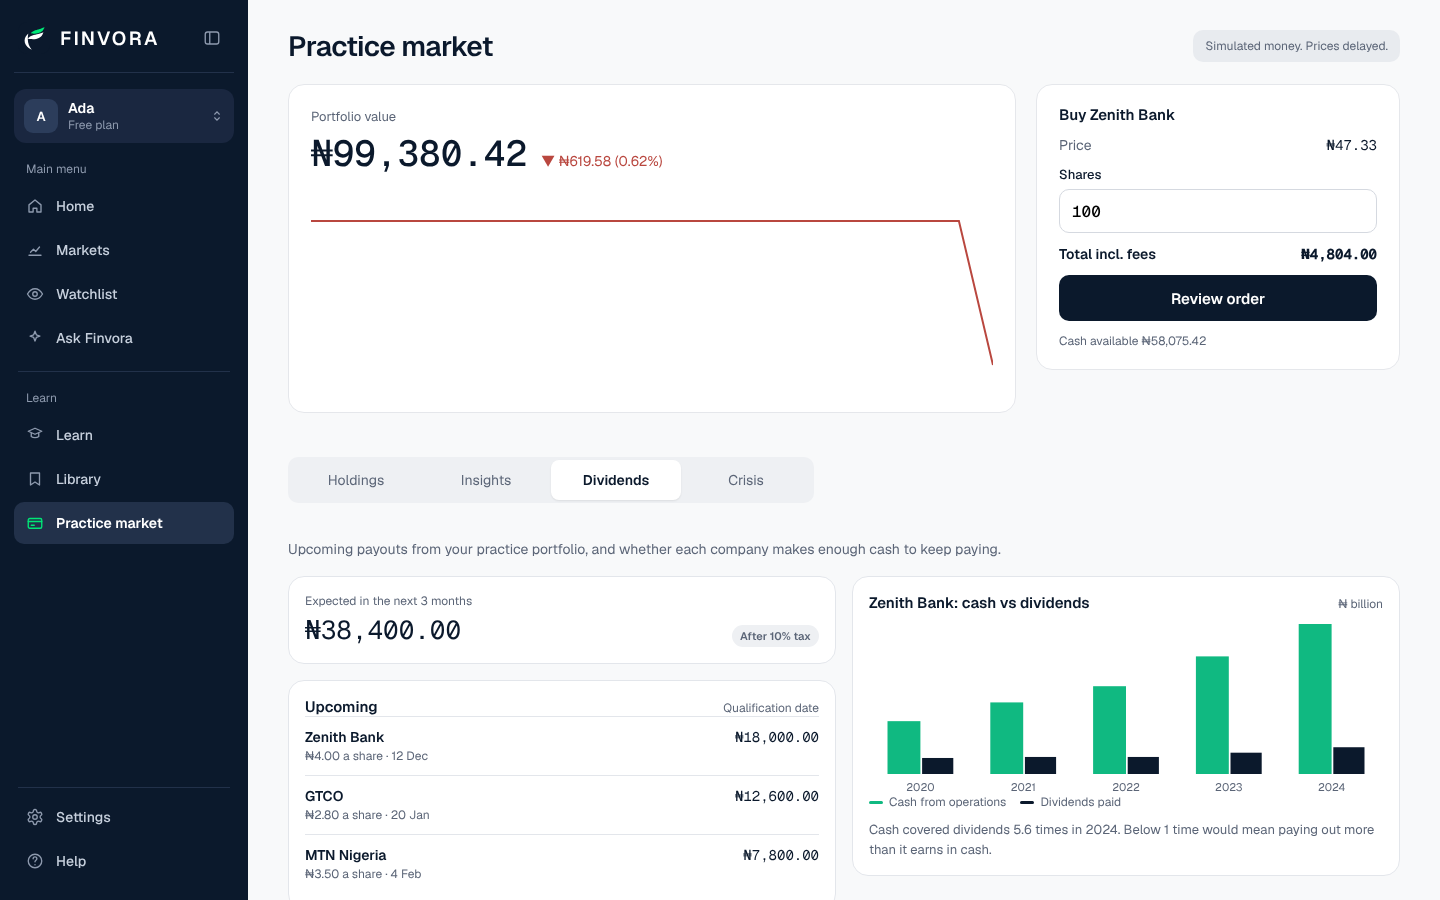 FINVORA
A
Ada
Free plan
Main menu
Home
Markets
Watchlist
Ask Finvora
Learn
Learn
Library
Practice market
Settings
Help
Practice market
Simulated money. Prices delayed.
Portfolio value
₦99,380.42 ▼ ₦619.58 (0.62%)
Buy Zenith Bank
Price ₦47.33
Shares
100
Total incl. fees ₦4,804.00
Review order
Cash available ₦58,075.42
Holdings Insights Dividends Crisis
Upcoming payouts from your practice portfolio, and whether each company makes enough cash to keep paying.
Expected in the next 3 months
₦38,400.00 After 10% tax
Upcoming Qualification date
Zenith Bank ₦18,000.00
₦4.00 a share · 12 Dec
GTCO ₦12,600.00
₦2.80 a share · 20 Jan
MTN Nigeria ₦7,800.00
₦3.50 a share · 4 Feb
Zenith Bank: cash vs dividends ₦ billion
2020 2021 2022 2023 2024
Cash from operations Dividends paid
Cash covered dividends 5.6 times in 2024. Below 1 time would mean paying out more
than it earns in cash.